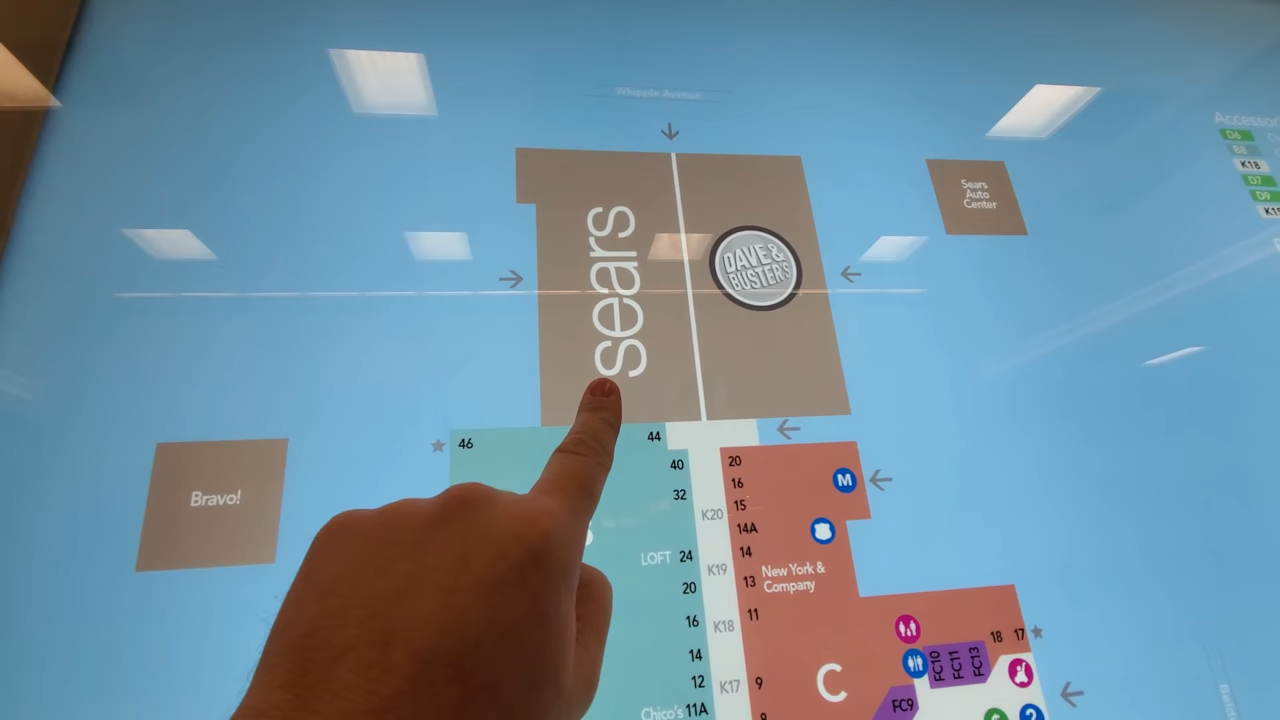 Whipple Avenue
Accessor
D6
B8
K18
D7
D9
Sears
Auto
Center
sears
DAVE &
BUSTER'S
46
44
Bravo!
40
32
K20
20
16
15
14A
LOFT 24
K19
14
13
New York &
Company
20
16
K18
11
14
12
K17
9
C
18
17
FC10
FC11
FC13
FC9
Chico's 11A
M
?